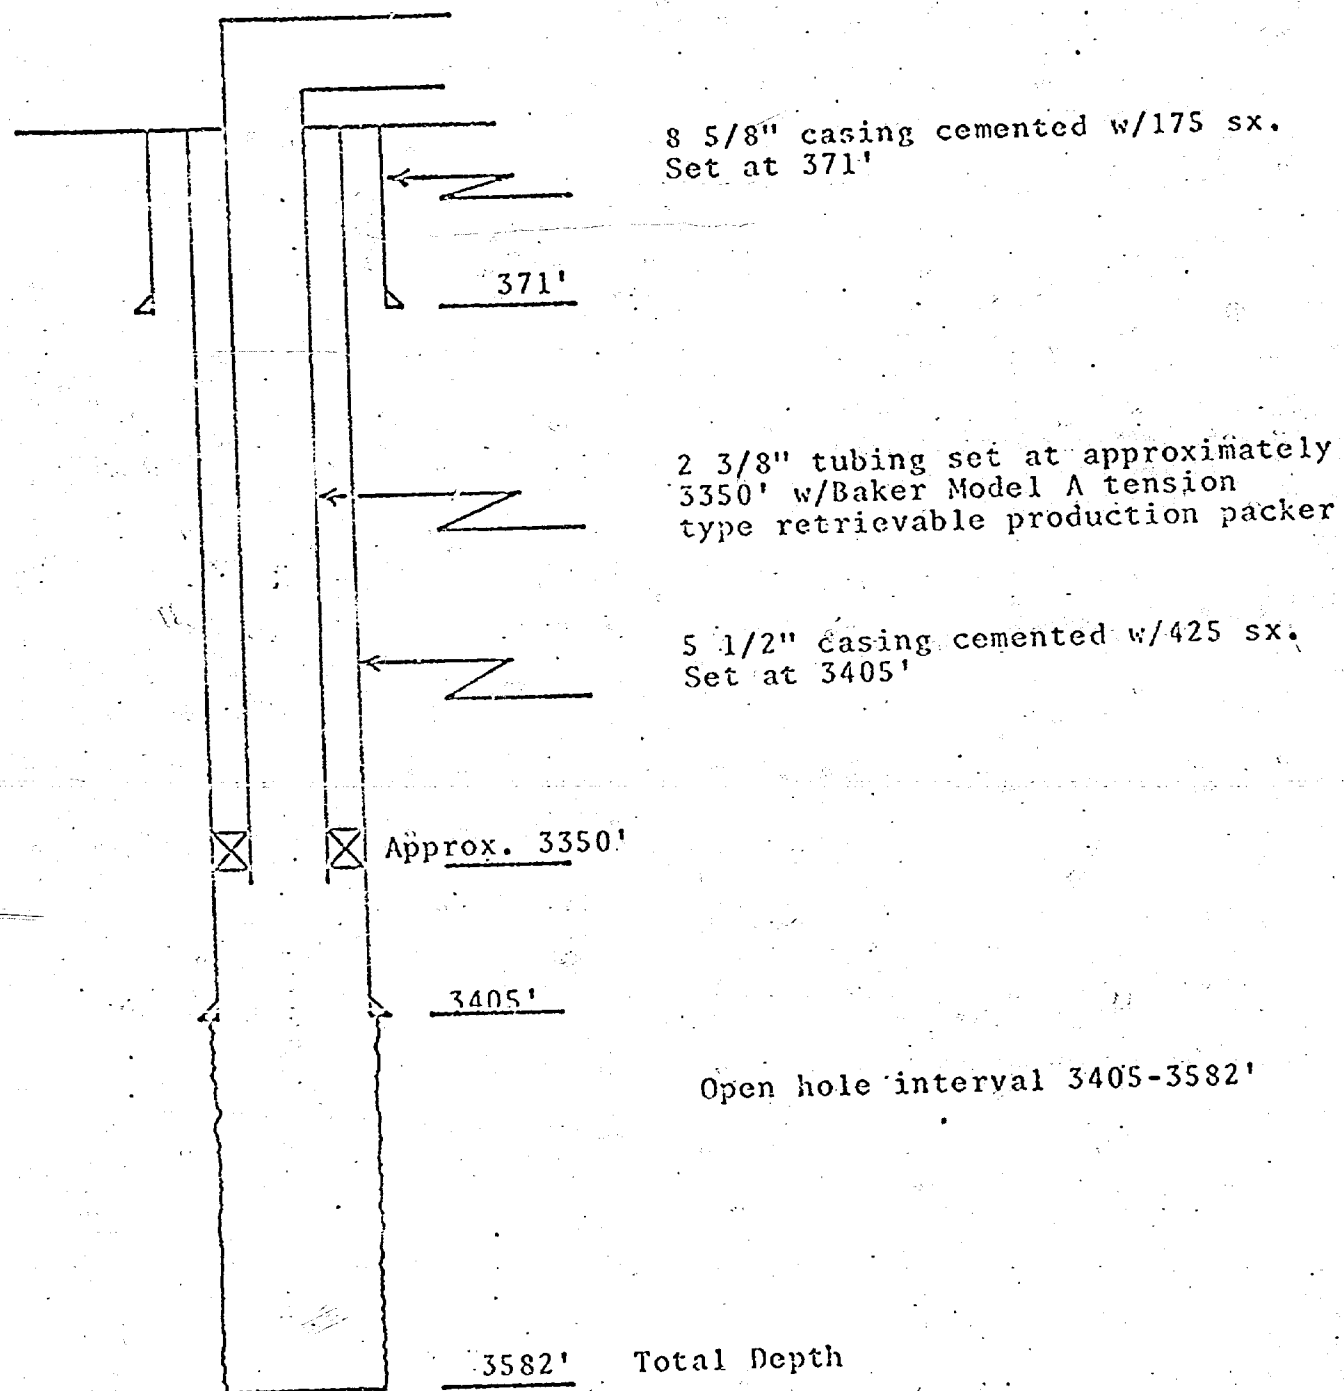 8 5/8" casing cemented w/175 sx.
Set at 371'
371'
2 3/8" tubing set at approximately
3350' w/Baker Model A tension
type retrievable production packer
5 1/2" casing cemented w/425 sx.
Set at 3405'
Approx. 3350'
3405'
Open hole interval 3405-3582'
3582' Total Depth